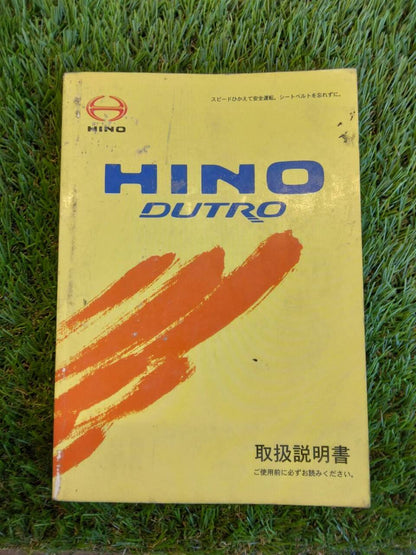 スピードひかえて安全運転、シートベルトを忘れずに。
HINO
HINO
DUTRO
取扱説明書
ご使用前に必ずお読みください。